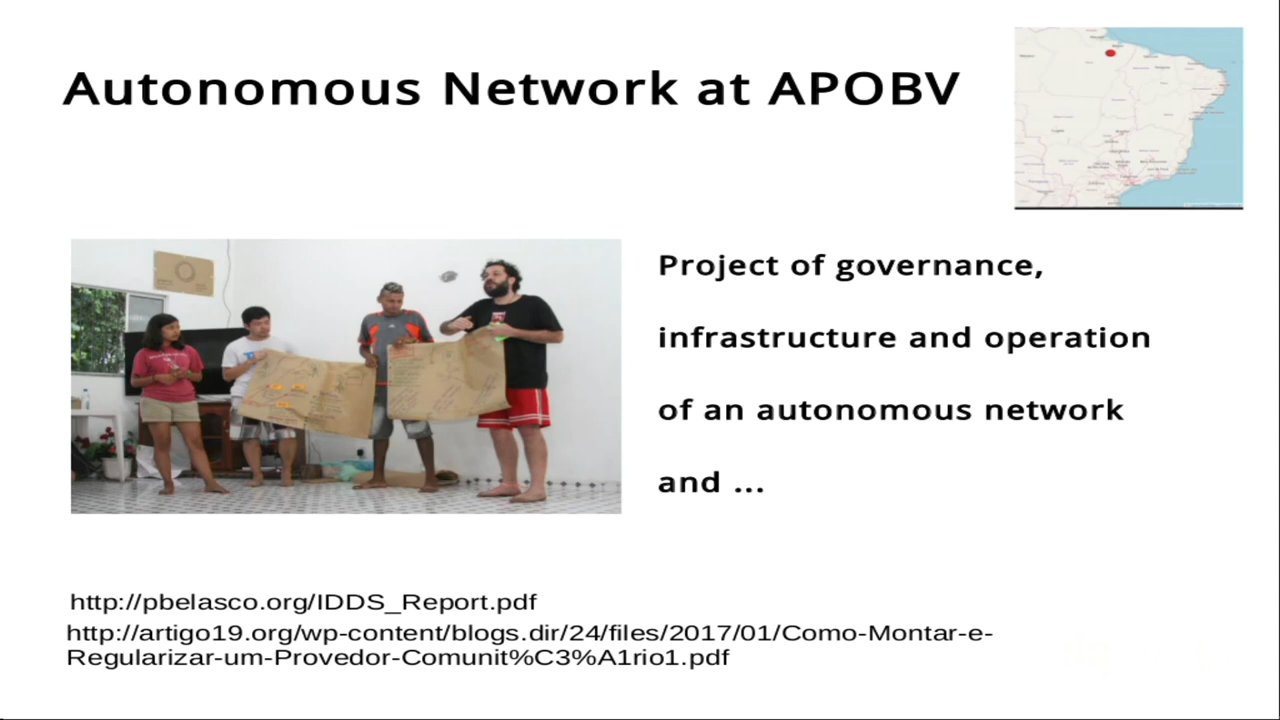 Autonomous Network at APOBV
Project of governance,
infrastructure and operation
of an autonomous network
and ...
http://pbelasco.org/IDDS_Report.pdf
http://artigo19.org/wp-content/blogs.dir/24/files/2017/01/Como-Montar-e-
Regularizar-um-Provedor-Comunit%C3%A1rio1.pdf